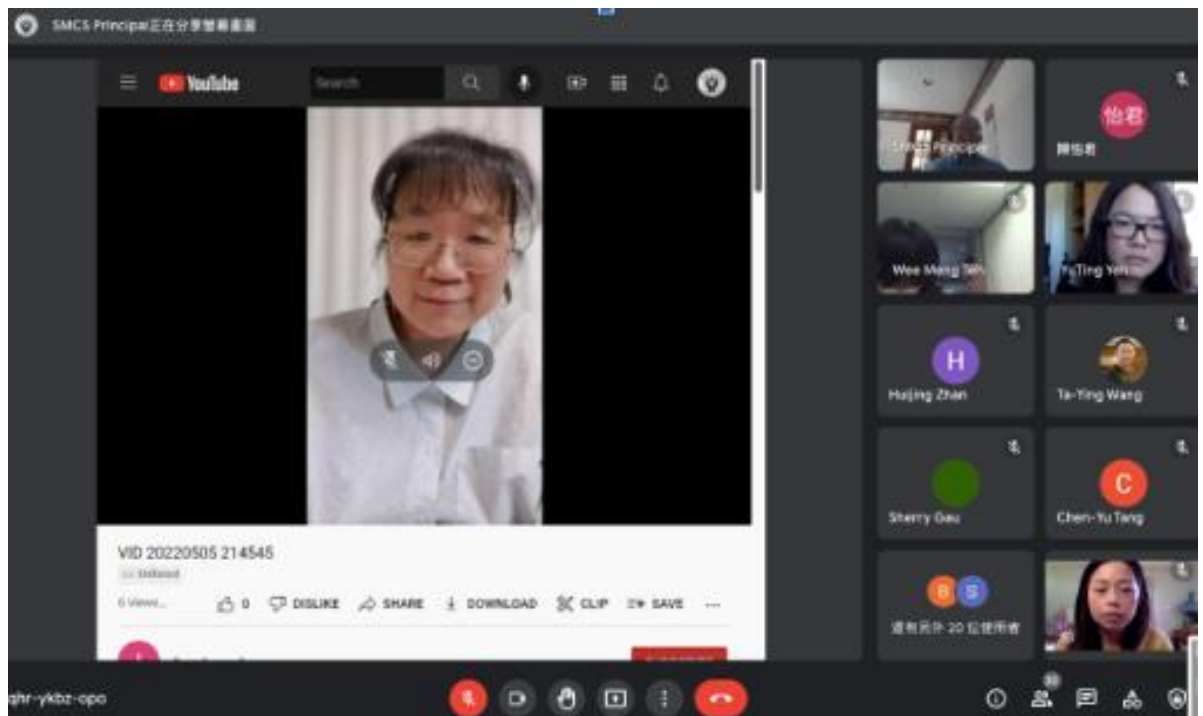 SMCS Principal正在分享螢幕畫面
YouTube
Search
SMCS Principal
怡君
陳怡君
Wee Meng Teh
YuTing Yeh
H
Huijing Zhan
Ta-Ying Wang
Sherry Gau
C
Chen-Yu Tang
B S
還有另外 20 位使用者
VID 20220505 214545
Unlisted
6 views
0 DISLIKE SHARE DOWNLOAD CLIP SAVE ...
qhr-ykbz-opo